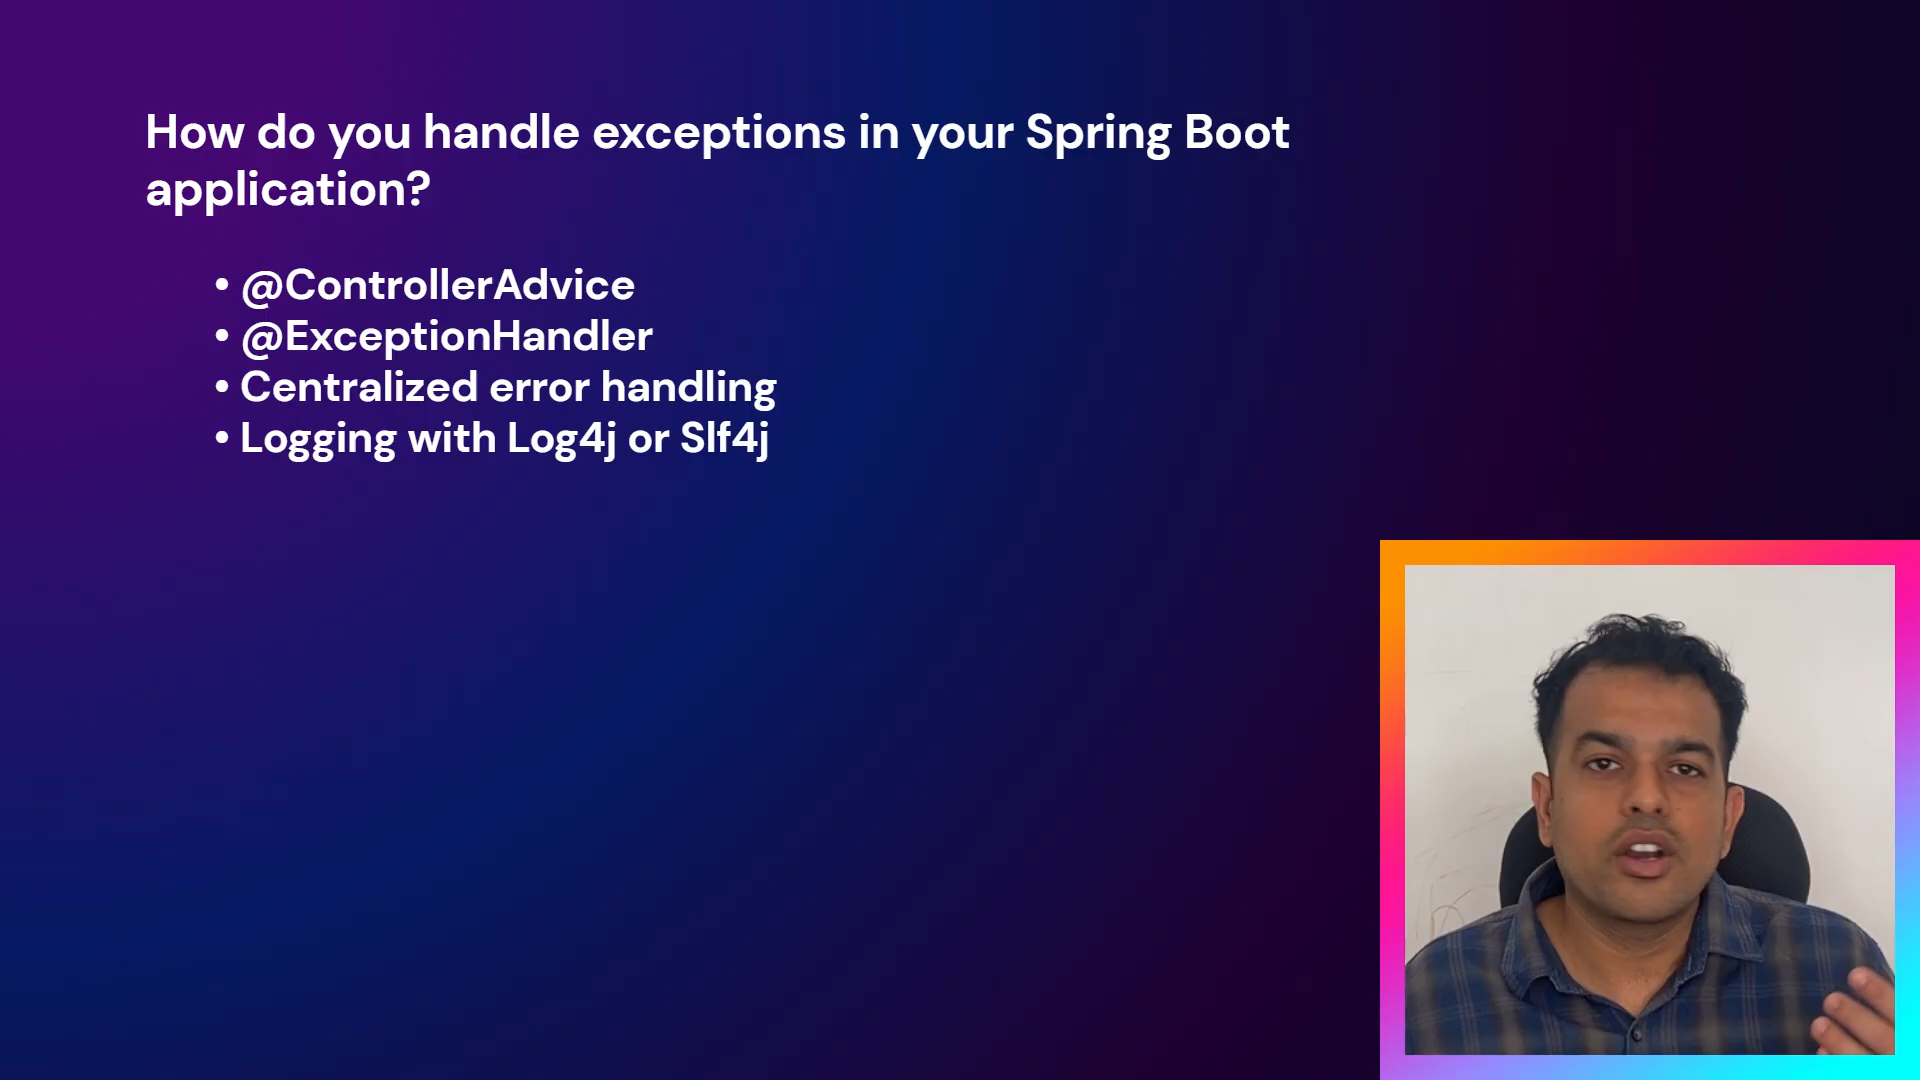 How do you handle exceptions in your Spring Boot
application?
• @ControllerAdvice
• @ExceptionHandler
• Centralized error handling
• Logging with Log4j or Slf4j